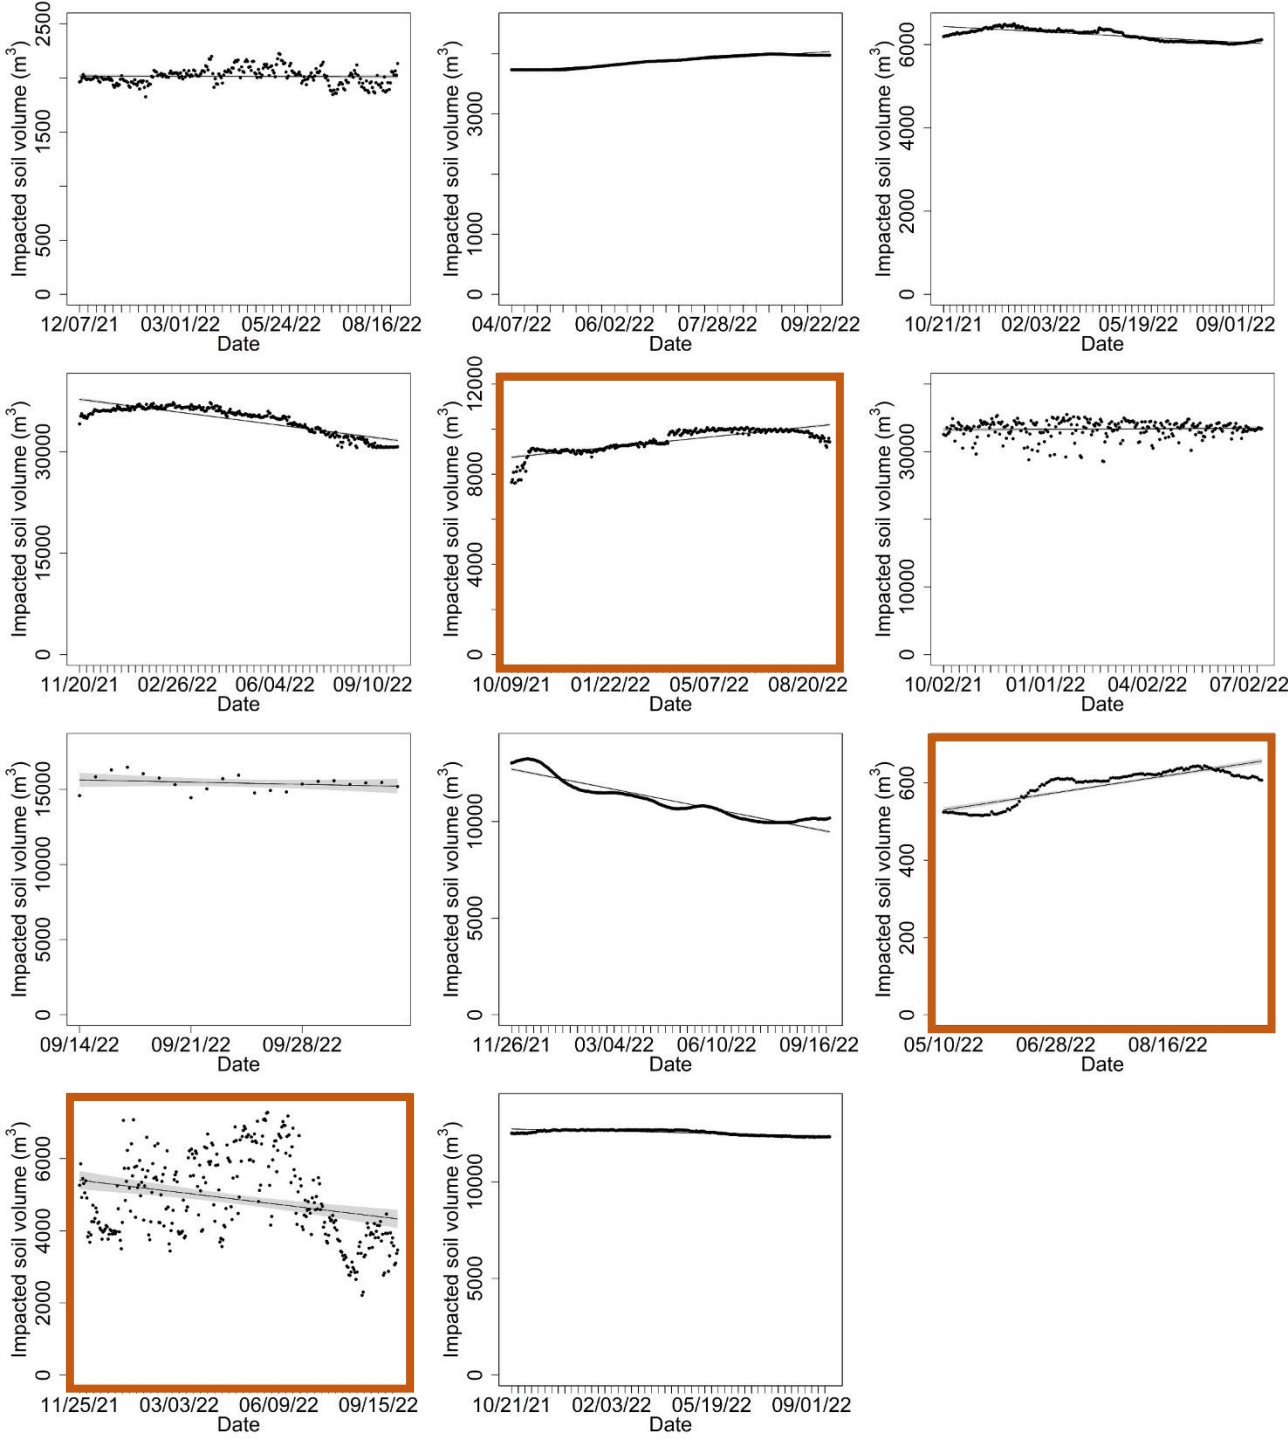 Impacted soil volume (m³)
2500
1500
500
0
12/07/21 03/01/22 05/24/22 08/16/22
Date
Impacted soil volume (m³)
3000
1000
0
04/07/22 06/02/22 07/28/22 09/22/22
Date
Impacted soil volume (m³)
6000
4000
2000
0
10/21/21 02/03/22 05/19/22 09/01/22
Date
Impacted soil volume (m³)
30000
15000
0
11/20/21 02/26/22 06/04/22 09/10/22
Date
Impacted soil volume (m³)
12000
8000
4000
0
10/09/21 01/22/22 05/07/22 08/20/22
Date
Impacted soil volume (m³)
30000
10000
0
10/02/21 01/01/22 04/02/22 07/02/22
Date
Impacted soil volume (m³)
15000
10000
5000
0
09/14/22 09/21/22 09/28/22
Date
Impacted soil volume (m³)
10000
5000
0
11/26/21 03/04/22 06/10/22 09/16/22
Date
Impacted soil volume (m³)
600
400
200
0
05/10/22 06/28/22 08/16/22
Date
Impacted soil volume (m³)
6000
4000
2000
0
11/25/21 03/03/22 06/09/22 09/15/22
Date
Impacted soil volume (m³)
10000
5000
0
10/21/21 02/03/22 05/19/22 09/01/22
Date